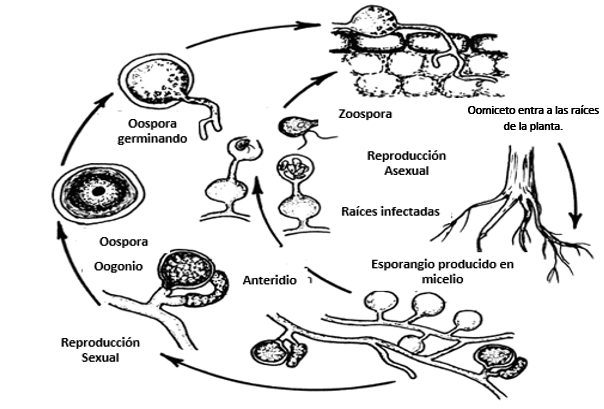 Oospora
germinando
Zoospora
Oomiceto entra a las raíces
de la planta.
Reproducción
Asexual
Raíces infectadas
Oospora
Oogonio
Anteridio
Esporangio producido en
micelio
Reproducción
Sexual